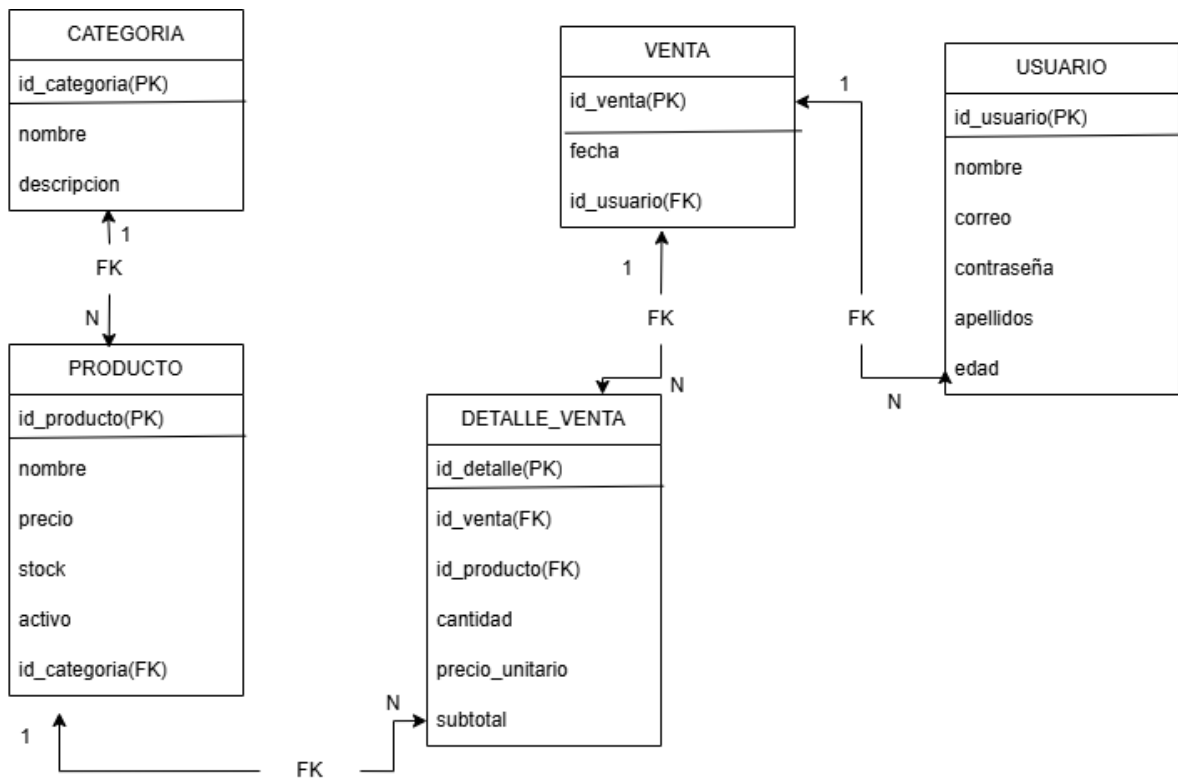 CATEGORIA
id_categoria(PK)
nombre
descripcion
1
FK
N
PRODUCTO
id_producto(PK)
nombre
precio
stock
activo
id_categoria(FK)
1
FK
N
DETALLE_VENTA
id_detalle(PK)
id_venta(FK)
id_producto(FK)
cantidad
precio_unitario
subtotal
N
FK
1
VENTA
id_venta(PK)
fecha
id_usuario(FK)
1
FK
N
USUARIO
id_usuario(PK)
nombre
correo
contraseña
apellidos
edad